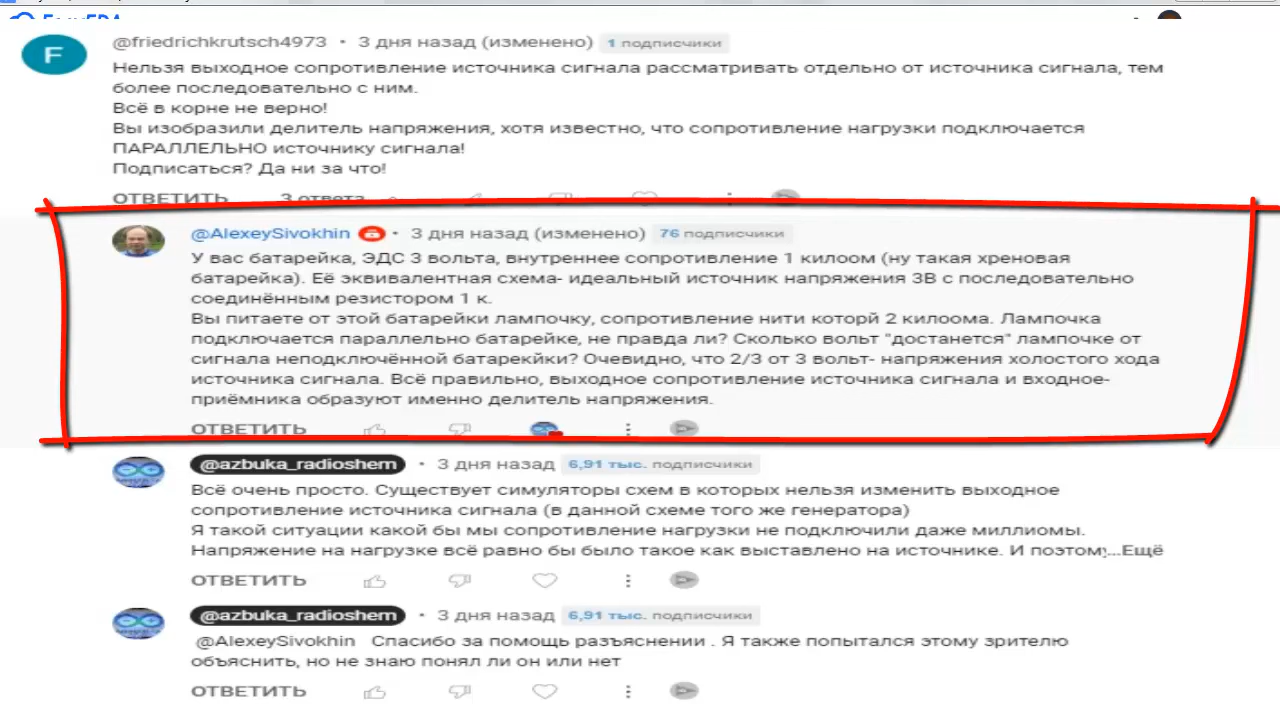 @friedrichkrutsch4973 • 3 дня назад (изменено) 1 подписчики
Нельзя выходное сопротивление источника сигнала рассматривать отдельно от источника сигнала, тем
более последовательно с ним.
Всё в корне не верно!
Вы изобразили делитель напряжения, хотя известно, что сопротивление нагрузки подключается
ПАРАЛЛЕЛЬНО источнику сигнала!
Подписаться? Да ни за что!
ОТВЕТИТЬ 3 ответа
@AlexeySivokhin • 3 дня назад (изменено) 76 подписчики
У вас батарейка, ЭДС 3 вольта, внутреннее сопротивление 1 килоом (ну такая хреновая
батарейка). Её эквивалентная схема- идеальный источник напряжения 3В с последовательно
соединённым резистором 1 к.
Вы питаете от этой батарейки лампочку, сопротивление нити которй 2 килоома. Лампочка
подключается параллельно батарейке, не правда ли? Сколько вольт "достанется" лампочке от
сигнала неподключённой батарекйки? Очевидно, что 2/3 от 3 вольт- напряжения холостого хода
источника сигнала. Всё правильно, выходное сопротивление источника сигнала и входное-
приёмника образуют именно делитель напряжения.
ОТВЕТИТЬ
@azbuka_radioshem • 3 дня назад 6,91 тыс. подписчики
Всё очень просто. Существует симуляторы схем в которых нельзя изменить выходное
сопротивление источника сигнала (в данной схеме того же генератора)
Я такой ситуации какой бы мы сопротивление нагрузки не подключили даже миллиомы.
Напряжение на нагрузке всё равно бы было такое как выставлено на источнике. И поэтому...Ещё
ОТВЕТИТЬ
@azbuka_radioshem • 3 дня назад 6,91 тыс. подписчики
@AlexeySivokhin Спасибо за помощь разъяснении . Я также попытался этому зрителю
объяснить, но не знаю понял ли он или нет
ОТВЕТИТЬ